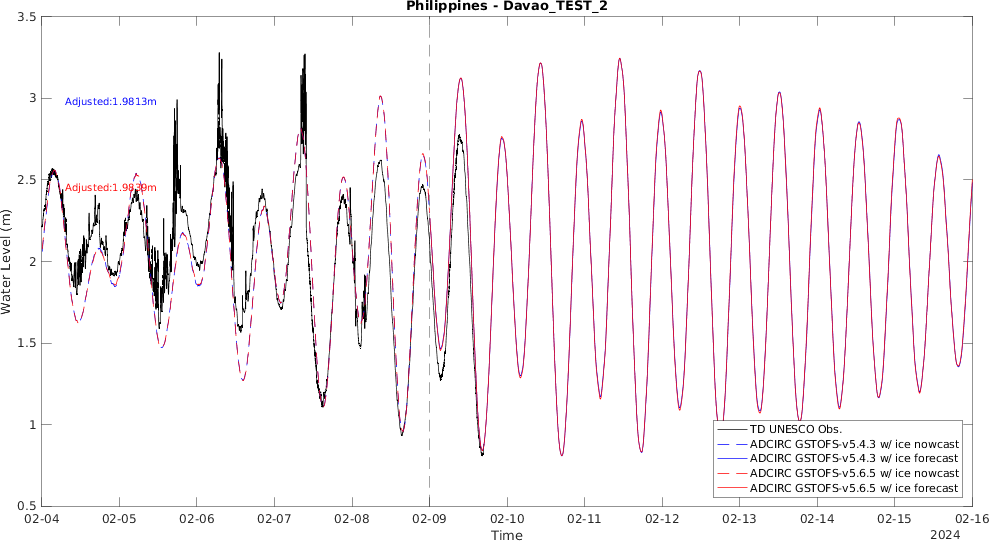 Philippines - Davao_TEST_2
3.5
3
2.5
2
1.5
1
0.5
Water Level (m)
Adjusted:1.9813m
Adjusted:1.9839m
TD UNESCO Obs.
ADCIRC GSTOFS-v5.4.3 w/ ice nowcast
ADCIRC GSTOFS-v5.4.3 w/ ice forecast
ADCIRC GSTOFS-v5.6.5 w/ ice nowcast
ADCIRC GSTOFS-v5.6.5 w/ ice forecast
02-04 02-05 02-06 02-07 02-08 02-09 02-10 02-11 02-12 02-13 02-14 02-15 02-16
Time
2024